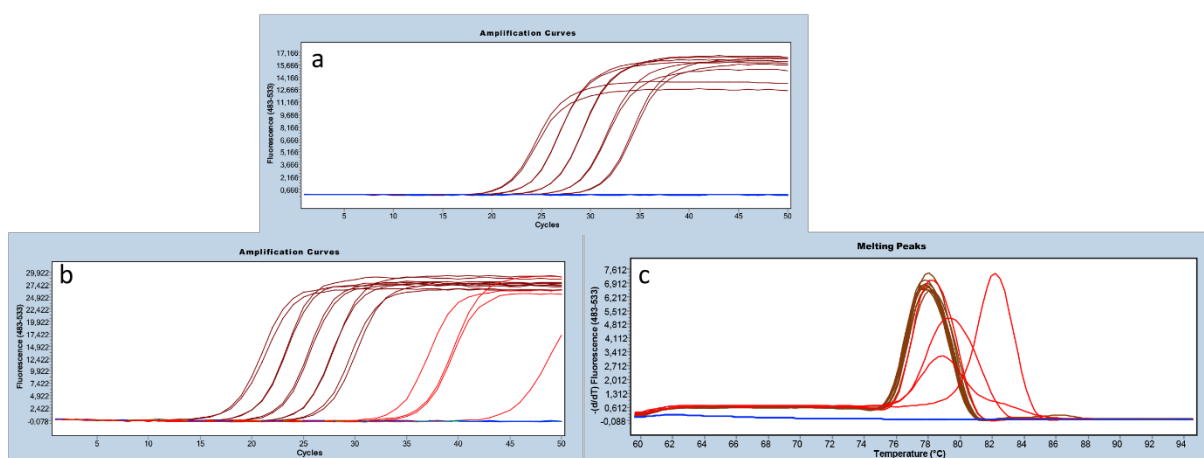 Amplification Curves
a
Fluorescence (483-533)
17,166
15,666
14,166
12,666
11,166
9,666
8,166
6,666
5,166
3,666
2,166
0,666
5 10 15 20 25 30 35 40 45 50
Cycles
Amplification Curves
b
Fluorescence (483-533)
29,922
27,422
24,922
22,422
19,922
17,422
14,922
12,422
9,922
7,422
4,922
2,422
-0,078
5 10 15 20 25 30 35 40 45 50
Cycles
Melting Peaks
c
-(d/dT) Fluorescence (483-533)
7,612
6,912
6,212
5,512
4,812
4,112
3,412
2,712
2,012
1,312
0,612
-0,088
60 62 64 66 68 70 72 74 76 78 80 82 84 86 88 90 92 94
Temperature (°C)